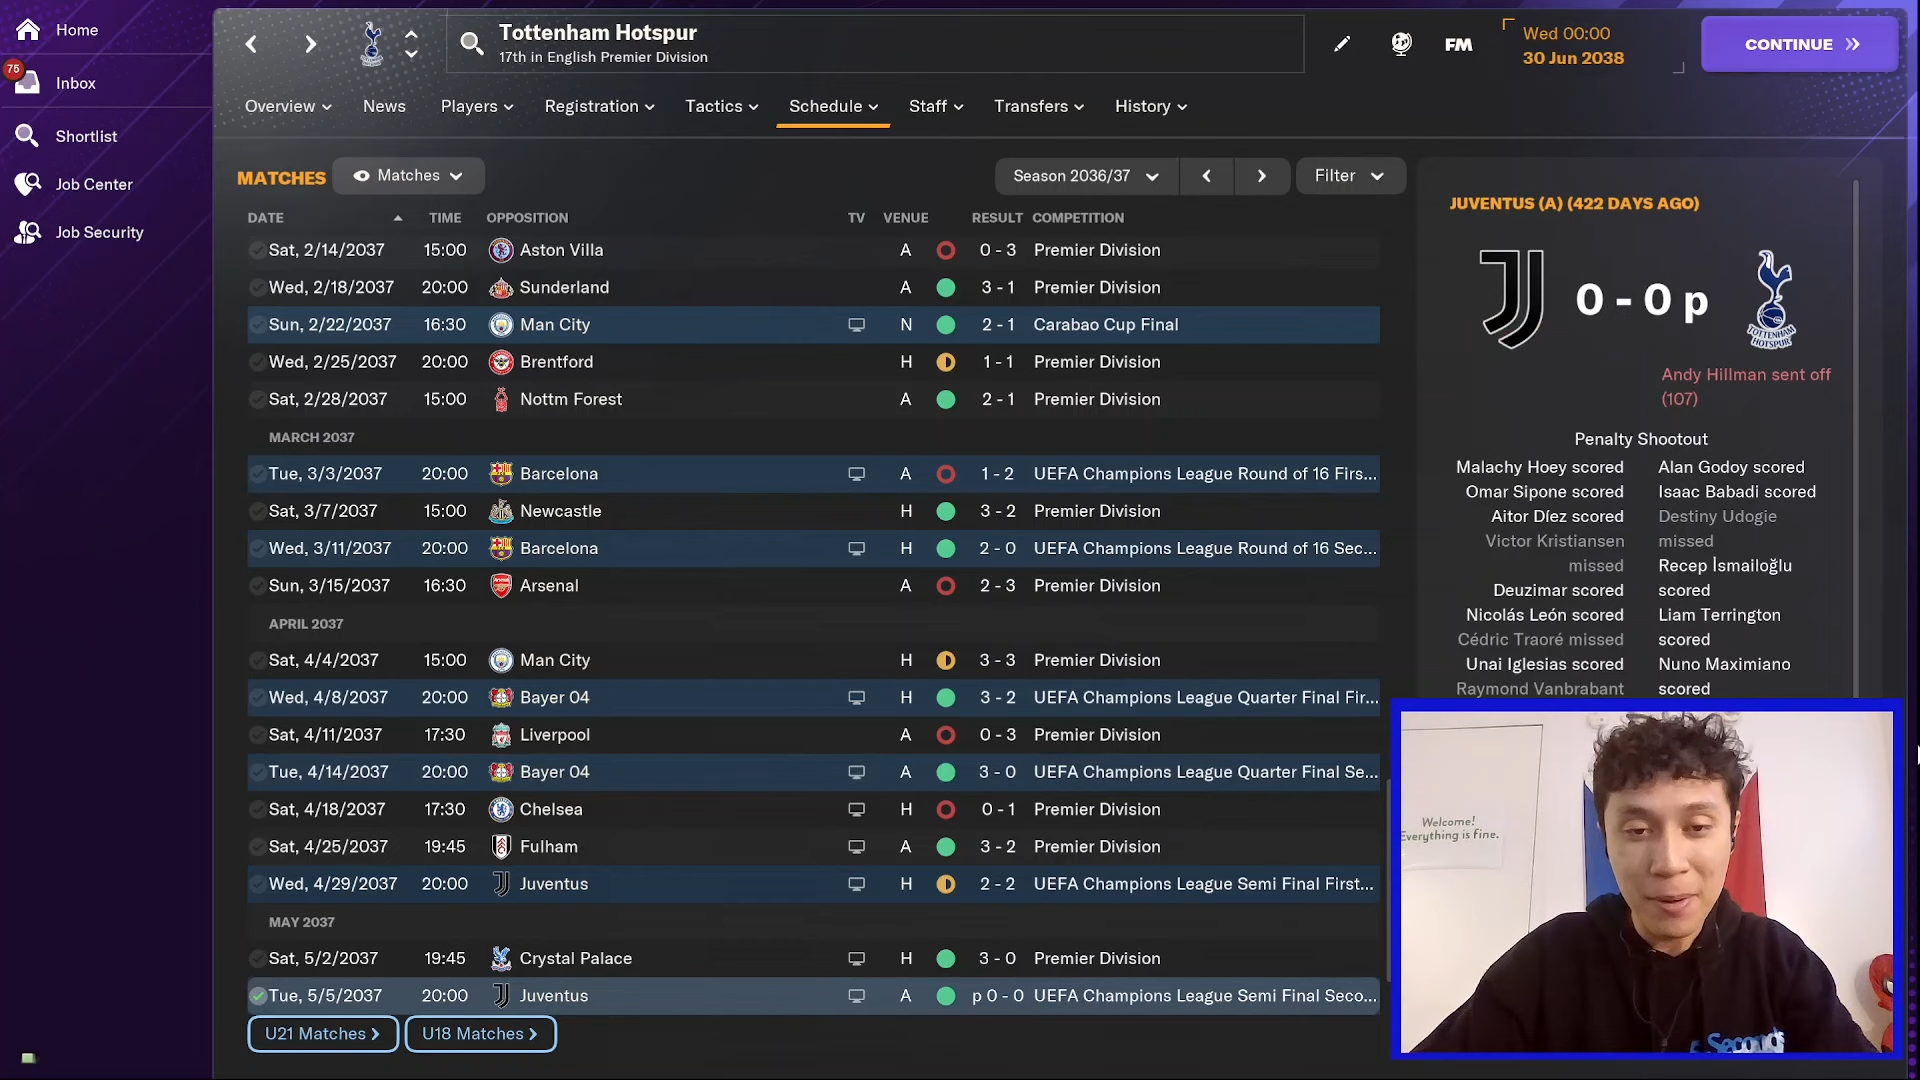 Home
75
Inbox
Shortlist
Job Center
Job Security
Tottenham Hotspur
17th in English Premier Division
FM
Wed 00:00
30 Jun 2038
CONTINUE
Overview
News
Players
Registration
Tactics
Schedule
Staff
Transfers
History
MATCHES
Matches
Season 2036/37
Filter
DATE TIME OPPOSITION TV VENUE RESULT COMPETITION
Sat, 2/14/2037 15:00 Aston Villa A 0 - 3 Premier Division
Wed, 2/18/2037 20:00 Sunderland A 3 - 1 Premier Division
Sun, 2/22/2037 16:30 Man City N 2 - 1 Carabao Cup Final
Wed, 2/25/2037 20:00 Brentford H 1 - 1 Premier Division
Sat, 2/28/2037 15:00 Nottm Forest A 2 - 1 Premier Division
MARCH 2037
Tue, 3/3/2037 20:00 Barcelona A 1 - 2 UEFA Champions League Round of 16 Firs...
Sat, 3/7/2037 15:00 Newcastle H 3 - 2 Premier Division
Wed, 3/11/2037 20:00 Barcelona H 2 - 0 UEFA Champions League Round of 16 Sec...
Sun, 3/15/2037 16:30 Arsenal A 2 - 3 Premier Division
APRIL 2037
Sat, 4/4/2037 15:00 Man City H 3 - 3 Premier Division
Wed, 4/8/2037 20:00 Bayer 04 H 3 - 2 UEFA Champions League Quarter Final Fir...
Sat, 4/11/2037 17:30 Liverpool A 0 - 3 Premier Division
Tue, 4/14/2037 20:00 Bayer 04 A 3 - 0 UEFA Champions League Quarter Final Se...
Sat, 4/18/2037 17:30 Chelsea H 0 - 1 Premier Division
Sat, 4/25/2037 19:45 Fulham A 3 - 2 Premier Division
Wed, 4/29/2037 20:00 Juventus H 2 - 2 UEFA Champions League Semi Final First...
MAY 2037
Sat, 5/2/2037 19:45 Crystal Palace H 3 - 0 Premier Division
Tue, 5/5/2037 20:00 Juventus A p 0 - 0 UEFA Champions League Semi Final Seco...
U21 Matches
U18 Matches
JUVENTUS (A) (422 DAYS AGO)
0 - 0 p
TOTTENHAM
HOTSPUR
Andy Hillman sent off
(107)
Penalty Shootout
Malachy Hoey scored
Omar Sipone scored
Aitor Díez scored
Victor Kristiansen
missed
Deuzimar scored
Nicolás León scored
Cédric Traoré missed
Unai Iglesias scored
Raymond Vanbrabant
Alan Godoy scored
Isaac Babadi scored
Destiny Udogie
missed
Recep İsmailoğlu
scored
Liam Terrington
scored
Nuno Maximiano
scored
Welcome!
Everything is fine.
Seconds